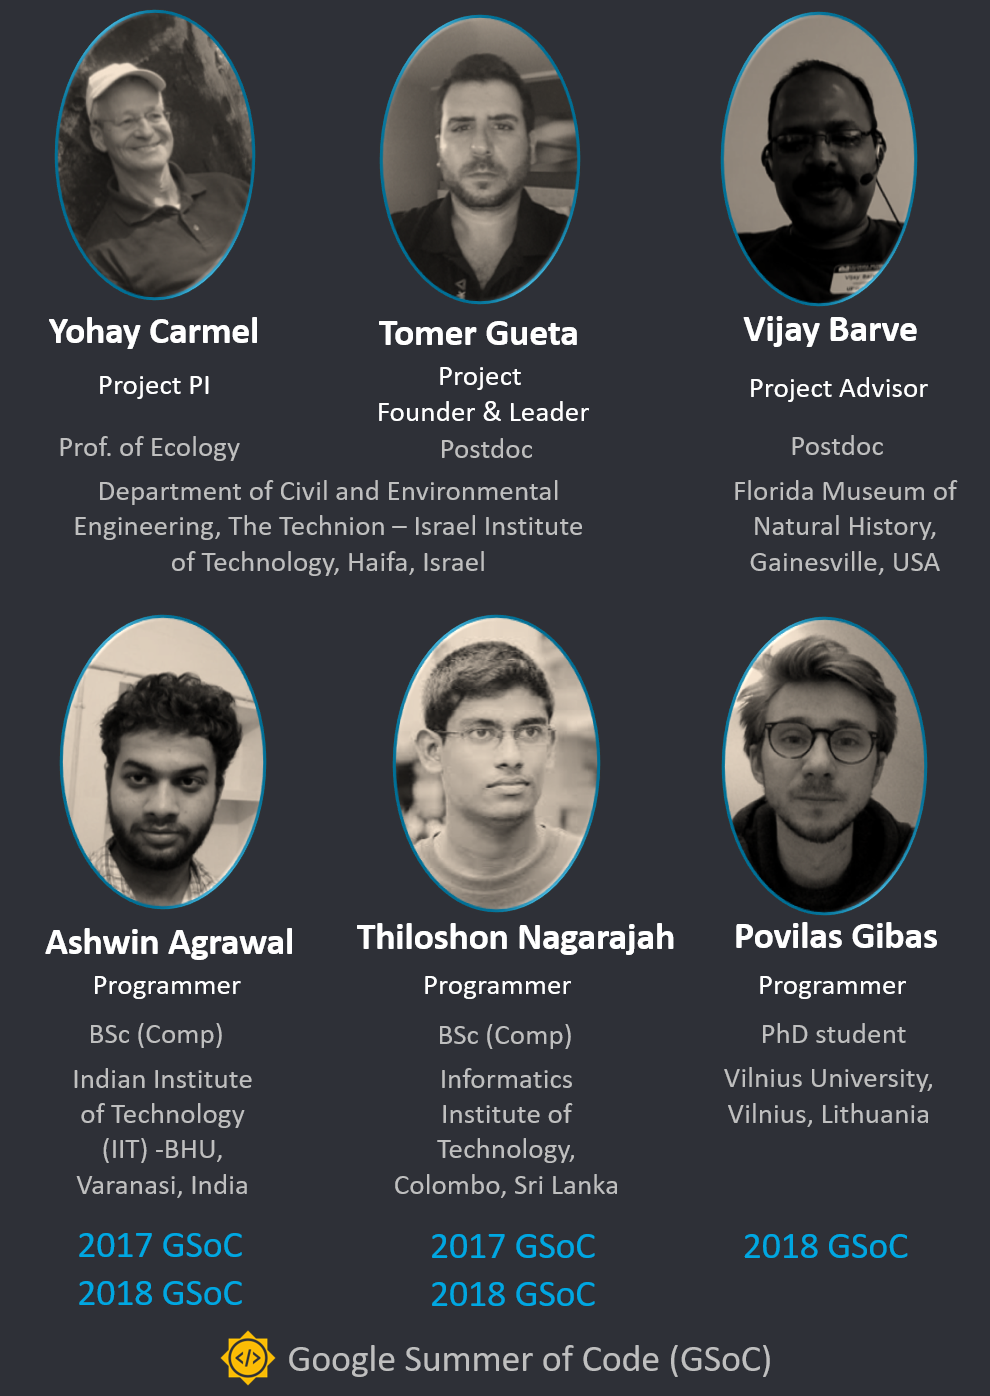 Yohay Carmel
Project PI
Prof. of Ecology
Tomer Gueta
Project
Founder & Leader
Postdoc
Department of Civil and Environmental
Engineering, The Technion – Israel Institute
of Technology, Haifa, Israel
Vijay Barve
Project Advisor
Postdoc
Florida Museum of
Natural History,
Gainesville, USA
Ashwin Agrawal
Programmer
BSc (Comp)
Indian Institute
of Technology
(IIT) -BHU,
Varanasi, India
2017 GSoC
2018 GSoC
Thiloshon Nagarajah
Programmer
BSc (Comp)
Informatics
Institute of
Technology,
Colombo, Sri Lanka
2017 GSoC
2018 GSoC
Povilas Gibas
Programmer
PhD student
Vilnius University,
Vilnius, Lithuania
2018 GSoC
</> Google Summer of Code (GSoC)